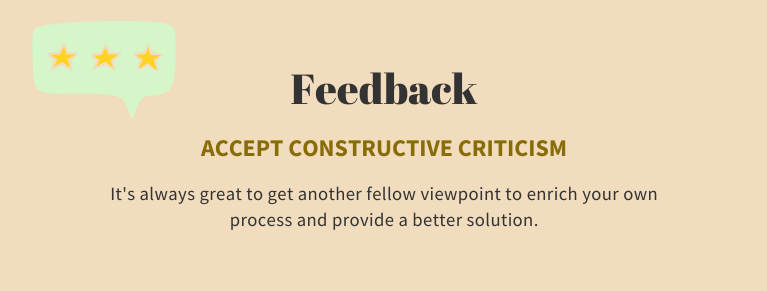 Feedback
ACCEPT CONSTRUCTIVE CRITICISM
It's always great to get another fellow viewpoint to enrich your own
process and provide a better solution.